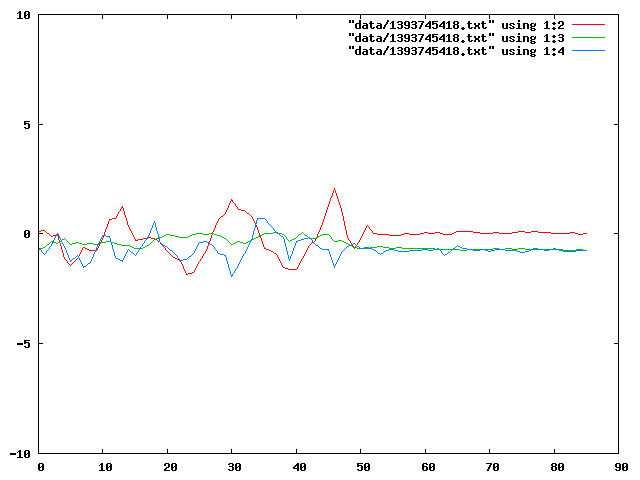 10
"data/1393745418.txt" using 1:2
"data/1393745418.txt" using 1:3
"data/1393745418.txt" using 1:4
5
0
-5
-10
0 10 20 30 40 50 60 70 80 90